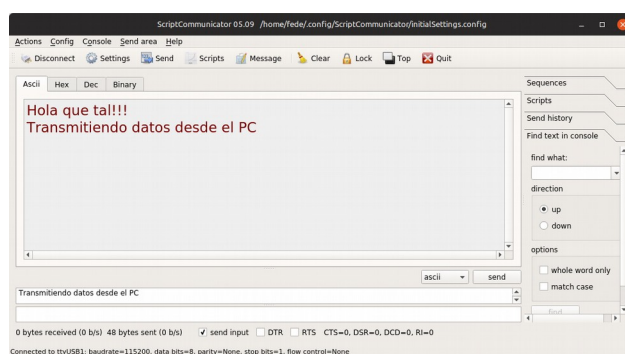 ScriptCommunicator 05.09 /home/fede/.config/ScriptCommunicator/initialSettings.config
Actions Config Console Send area Help
Disconnect Settings Send Scripts Message Clear Lock Top Quit
Ascii Hex Dec Binary
Hola que tal!!!
Transmitiendo datos desde el PC
Sequences
Scripts
Send history
Find text in console
find what:
direction
up
down
options
whole word only
match case
Find
ascii send
Transmitiendo datos desde el PC
0 bytes received (0 b/s) 48 bytes sent (0 b/s) send input DTR RTS CTS=0, DSR=0, DCD=0, RI=0
Connected to ttyUSB1: baudrate=115200, data bits=8, parity=None, stop bits=1, flow control=None